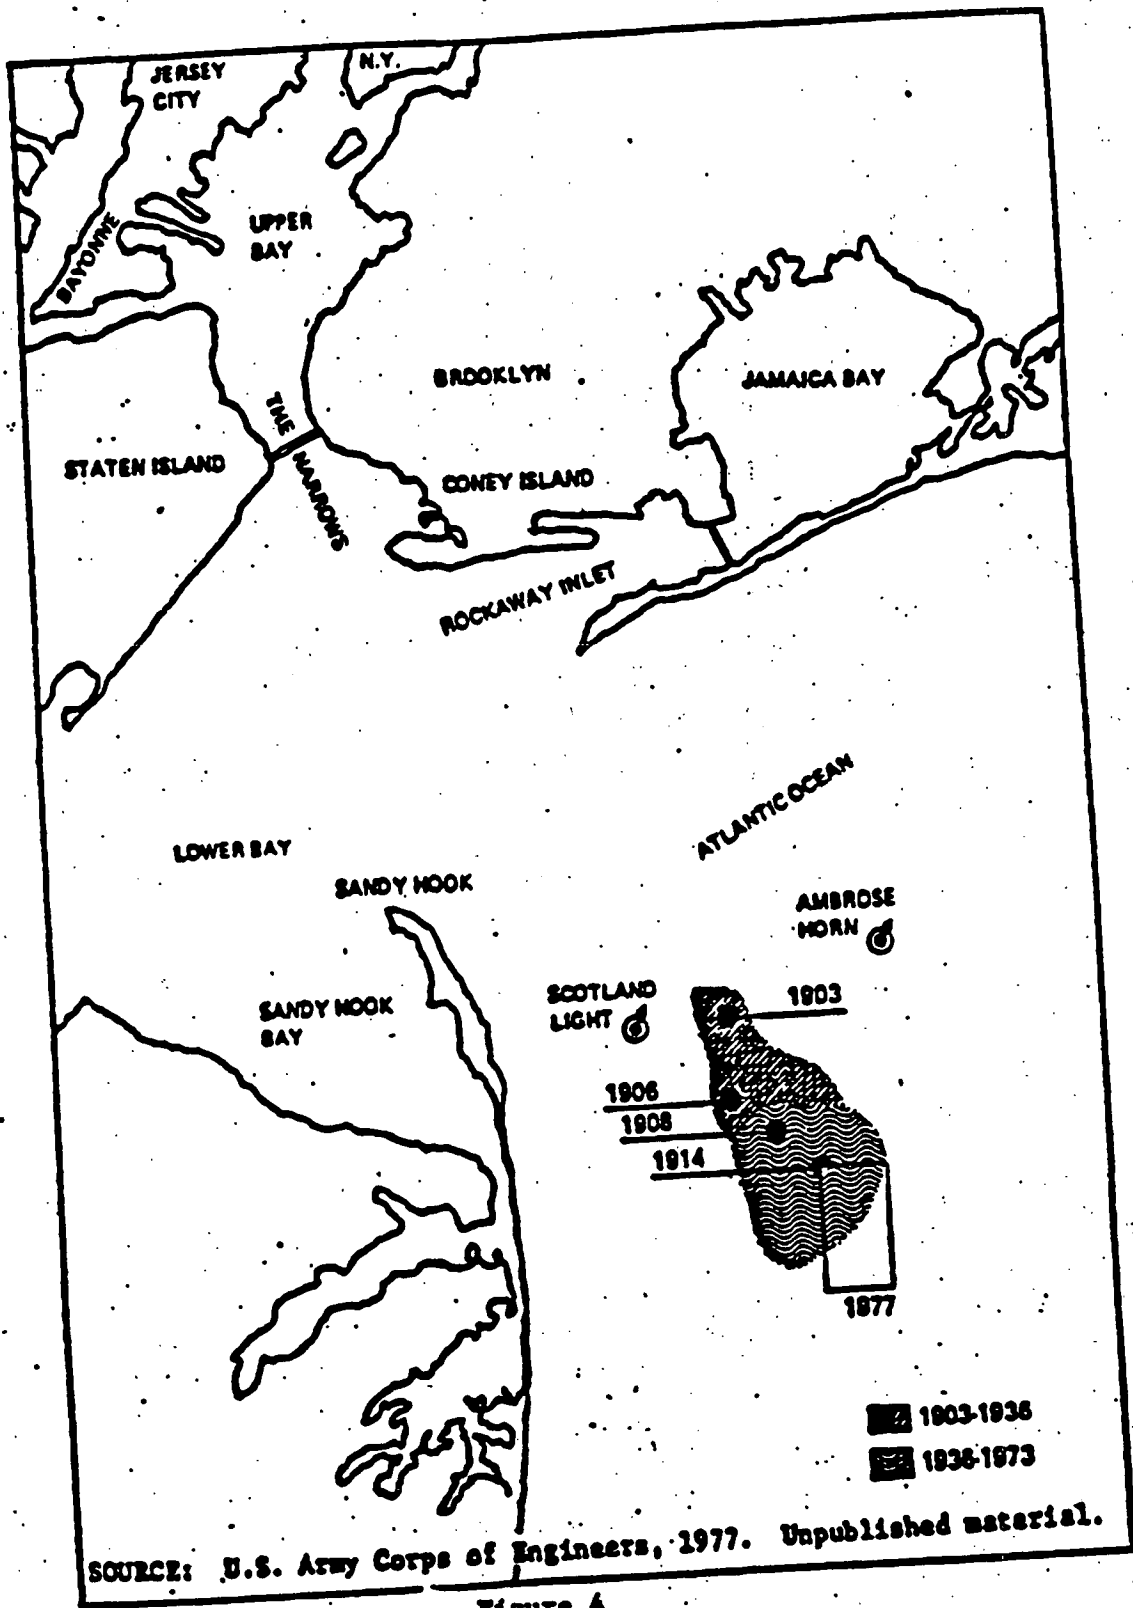 JERSEY
CITY
N.Y.
BAYONNE
UPPER
BAY
BROOKLYN
JAMAICA BAY
THE
NARROWS
STATEN ISLAND
CONEY ISLAND
ROCKAWAY INLET
ATLANTIC OCEAN
LOWER BAY
SANDY HOOK
AMBROSE
HORN
SCOTLAND
LIGHT
SANDY HOOK
BAY
1903
1906
1908
1914
1977
1903-1936
1936-1973
SOURCE: U.S. Army Corps of Engineers, 1977. Unpublished material.
Figure 4